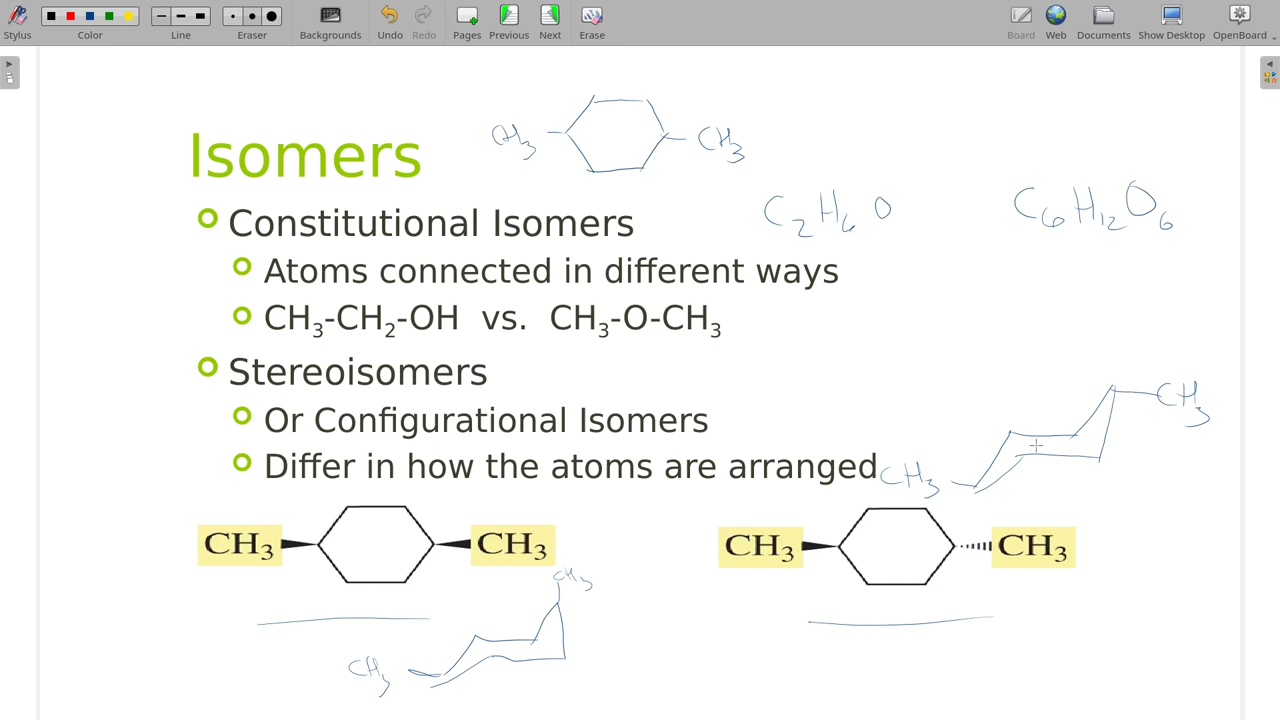 Stylus Color Line Eraser Backgrounds Undo Redo Pages Previous Next Erase Board Web Documents Show Desktop OpenBoard
CH3 CH3
Isomers
C2H6O C6H12O6
Constitutional Isomers
Atoms connected in different ways
CH3-CH2-OH vs. CH3-O-CH3
Stereoisomers
CH3
Or Configurational Isomers
Differ in how the atoms are arranged
CH3
CH3 CH3 CH3 CH3
CH3
CH3